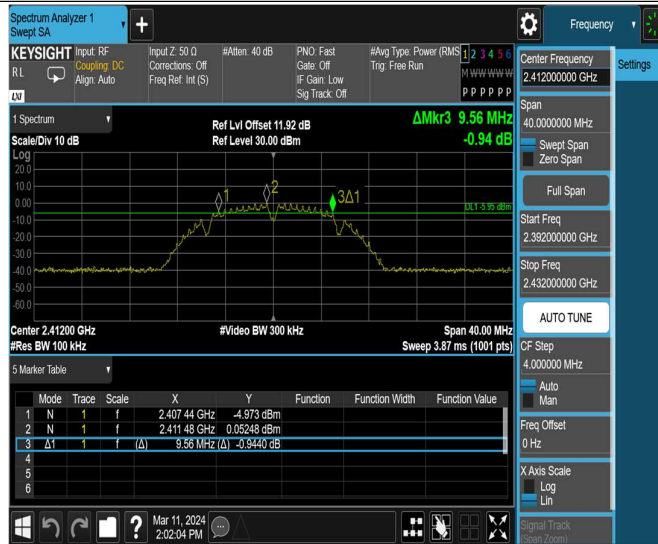 Spectrum Analyzer 1
Swept SA
Frequency
KEYSIGHT
Input: RF
Coupling: DC
Align: Auto
Input Z: 50 Ω
Corrections: Off
Freq Ref: Int (S)
#Atten: 40 dB
PNO: Fast
Gate: Off
IF Gain: Low
Sig Track: Off
#Avg Type: Power (RMS
Trig: Free Run
1 2 3 4 5 6
M W W W W W
P P P P P P
R L
LXI
Center Frequency
2.412000000 GHz
Settings
Span
40.0000000 MHz
Swept Span
Zero Span
Full Span
Start Freq
2.392000000 GHz
Stop Freq
2.432000000 GHz
AUTO TUNE
CF Step
4.000000 MHz
Auto
Man
Freq Offset
0 Hz
X Axis Scale
Log
Lin
Signal Track
(Span Zoom)
1 Spectrum
Scale/Div 10 dB
Ref Lvl Offset 11.92 dB
Ref Level 30.00 dBm
ΔMkr3 9.56 MHz
-0.94 dB
Log
20.0
10.0
0.00
-10.0
-20.0
-30.0
-40.0
-50.0
-60.0
1
2
3Δ1
DL1 -5.95 dBm
Center 2.41200 GHz
#Video BW 300 kHz
Span 40.00 MHz
#Res BW 100 kHz
Sweep 3.87 ms (1001 pts)
5 Marker Table
Mode Trace Scale X Y Function Function Width Function Value
1 N 1 f 2.407 44 GHz -4.973 dBm
2 N 1 f 2.411 48 GHz 0.05248 dBm
3 Δ1 1 f (Δ) 9.56 MHz (Δ) -0.9440 dB
4
5
6
Mar 11, 2024
2:02:04 PM